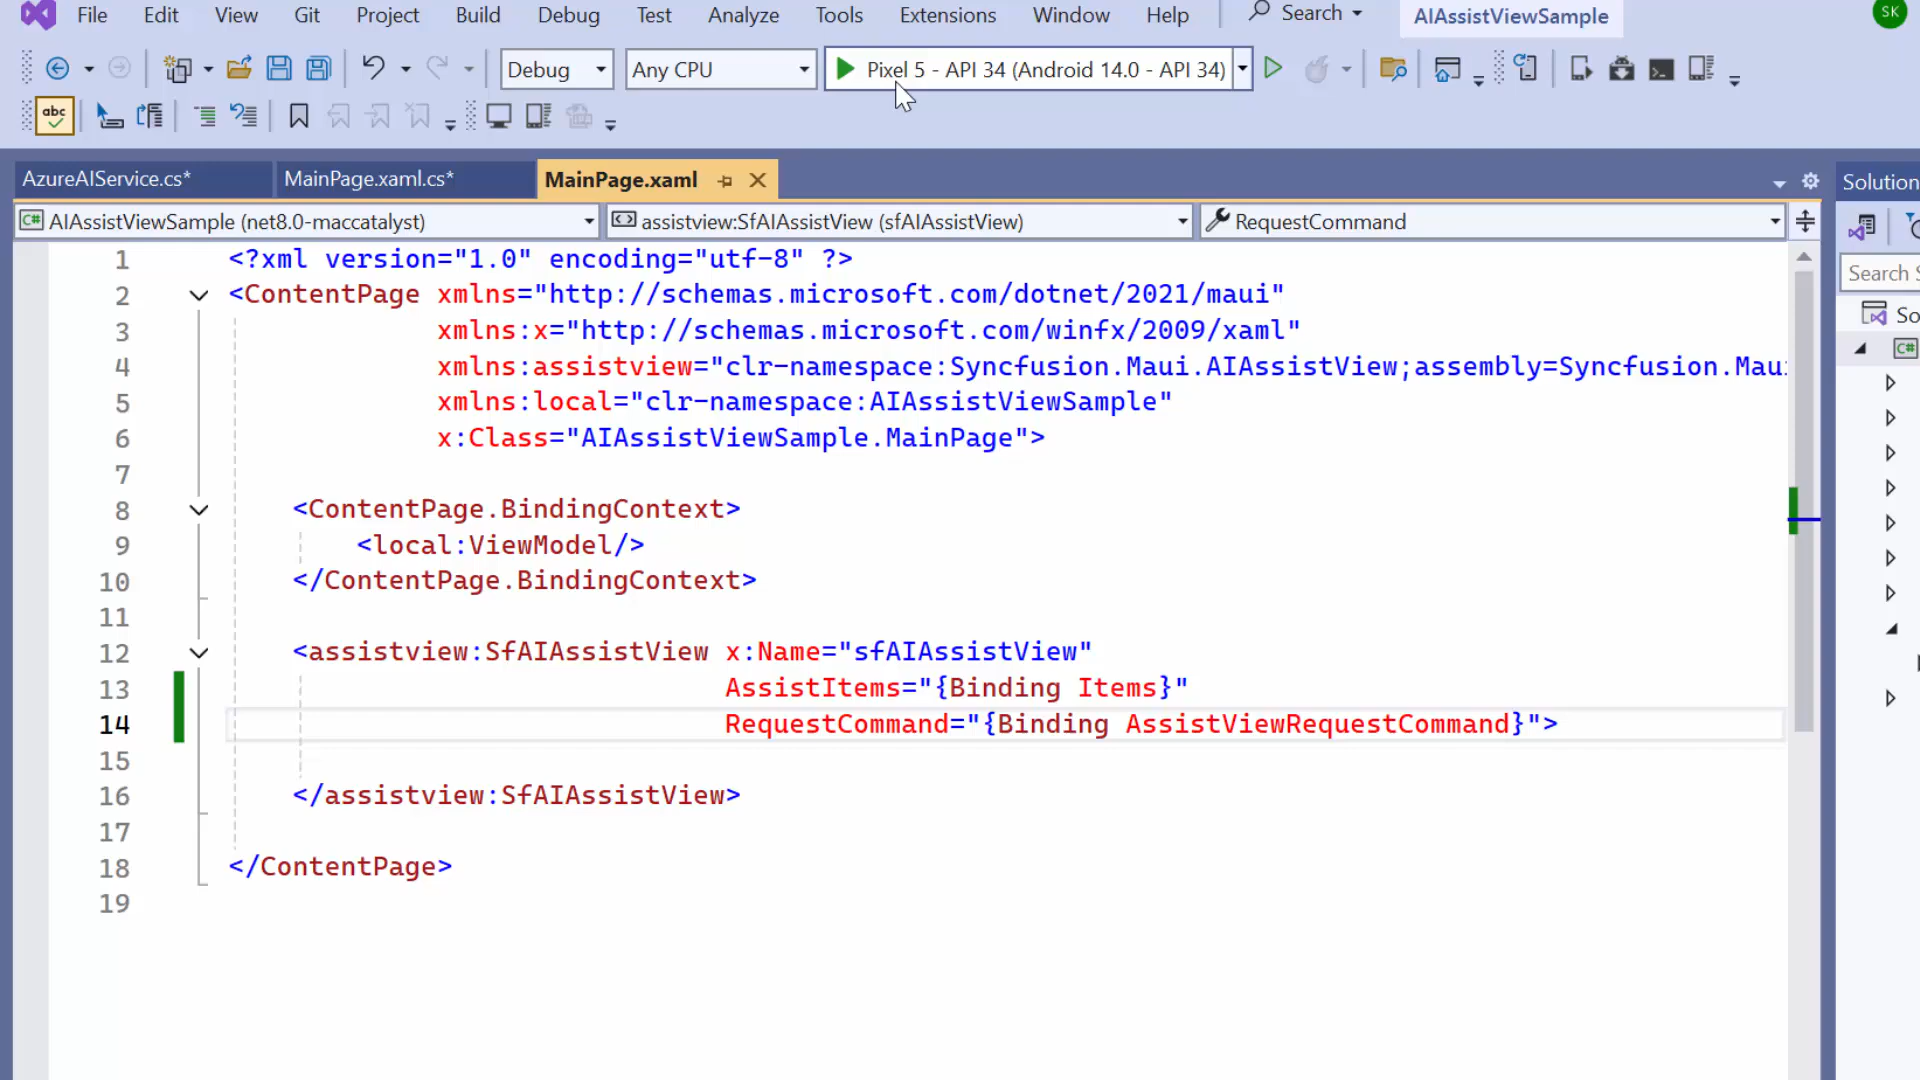 File Edit View Git Project Build Debug Test Analyze Tools Extensions Window Help Search AIAssistViewSample SK
Debug Any CPU Pixel 5 - API 34 (Android 14.0 - API 34)
abc
AzureAIService.cs* MainPage.xaml.cs* MainPage.xaml Solution
C# AIAssistViewSample (net8.0-maccatalyst) assistview:SfAIAssistView (sfAIAssistView) RequestCommand
Search S
So
C#
1 <?xml version="1.0" encoding="utf-8" ?>
2 <ContentPage xmlns="http://schemas.microsoft.com/dotnet/2021/maui"
3 xmlns:x="http://schemas.microsoft.com/winfx/2009/xaml"
4 xmlns:assistview="clr-namespace:Syncfusion.Maui.AIAssistView;assembly=Syncfusion.Maui
5 xmlns:local="clr-namespace:AIAssistViewSample"
6 x:Class="AIAssistViewSample.MainPage">
7
8 <ContentPage.BindingContext>
9 <local:ViewModel/>
10 </ContentPage.BindingContext>
11
12 <assistview:SfAIAssistView x:Name="sfAIAssistView"
13 AssistItems="{Binding Items}"
14 RequestCommand="{Binding AssistViewRequestCommand}">
15
16 </assistview:SfAIAssistView>
17
18 </ContentPage>
19